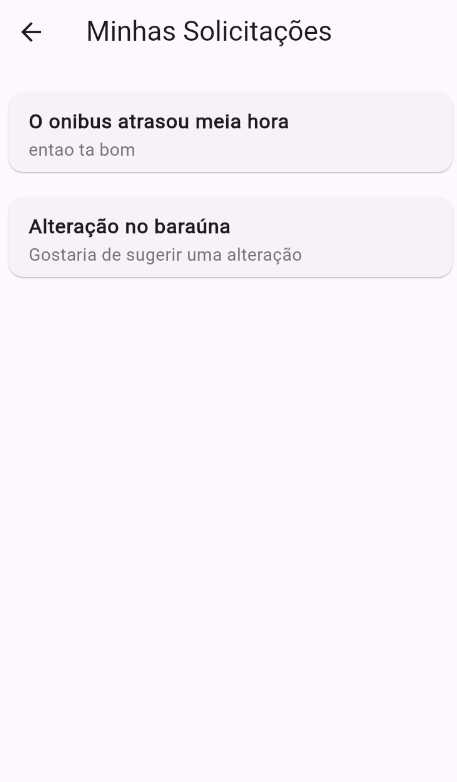 Minhas Solicitações
O onibus atrasou meia hora
entao ta bom
Alteração no baraúna
Gostaria de sugerir uma alteração